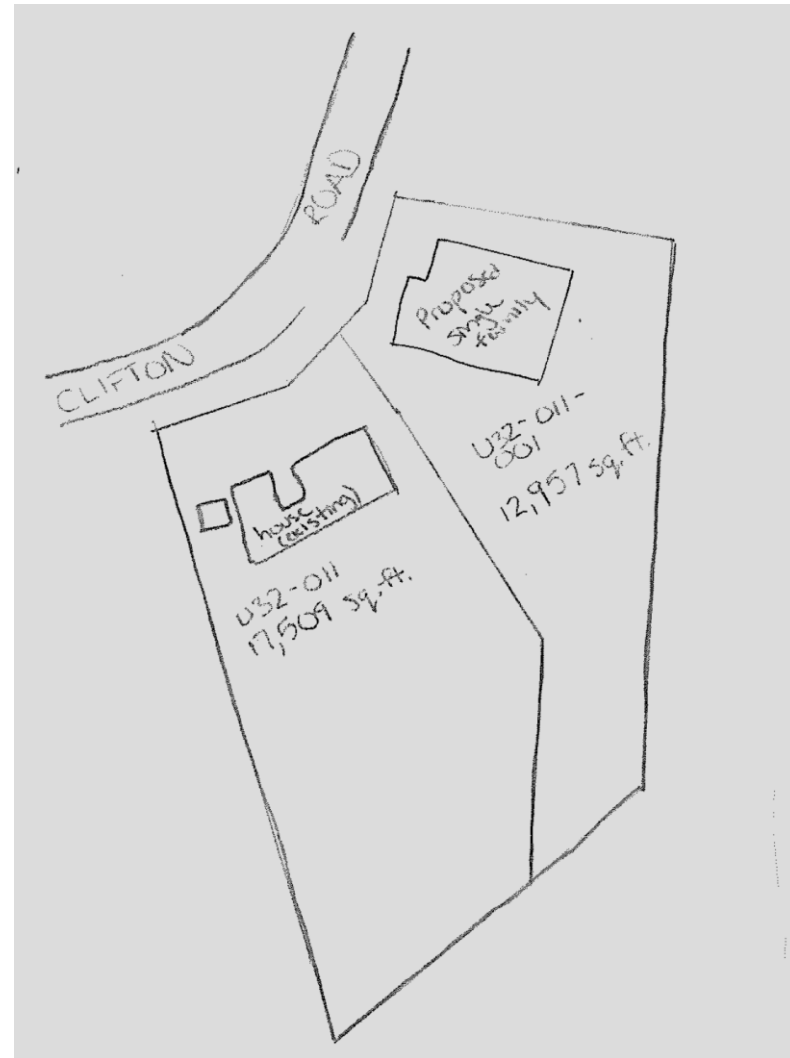 CLIFTON
ROAD
Proposed
single
family
U32-011-
001
12,957 sq.ft.
house
(existing)
U32-011
17,509 sq.ft.